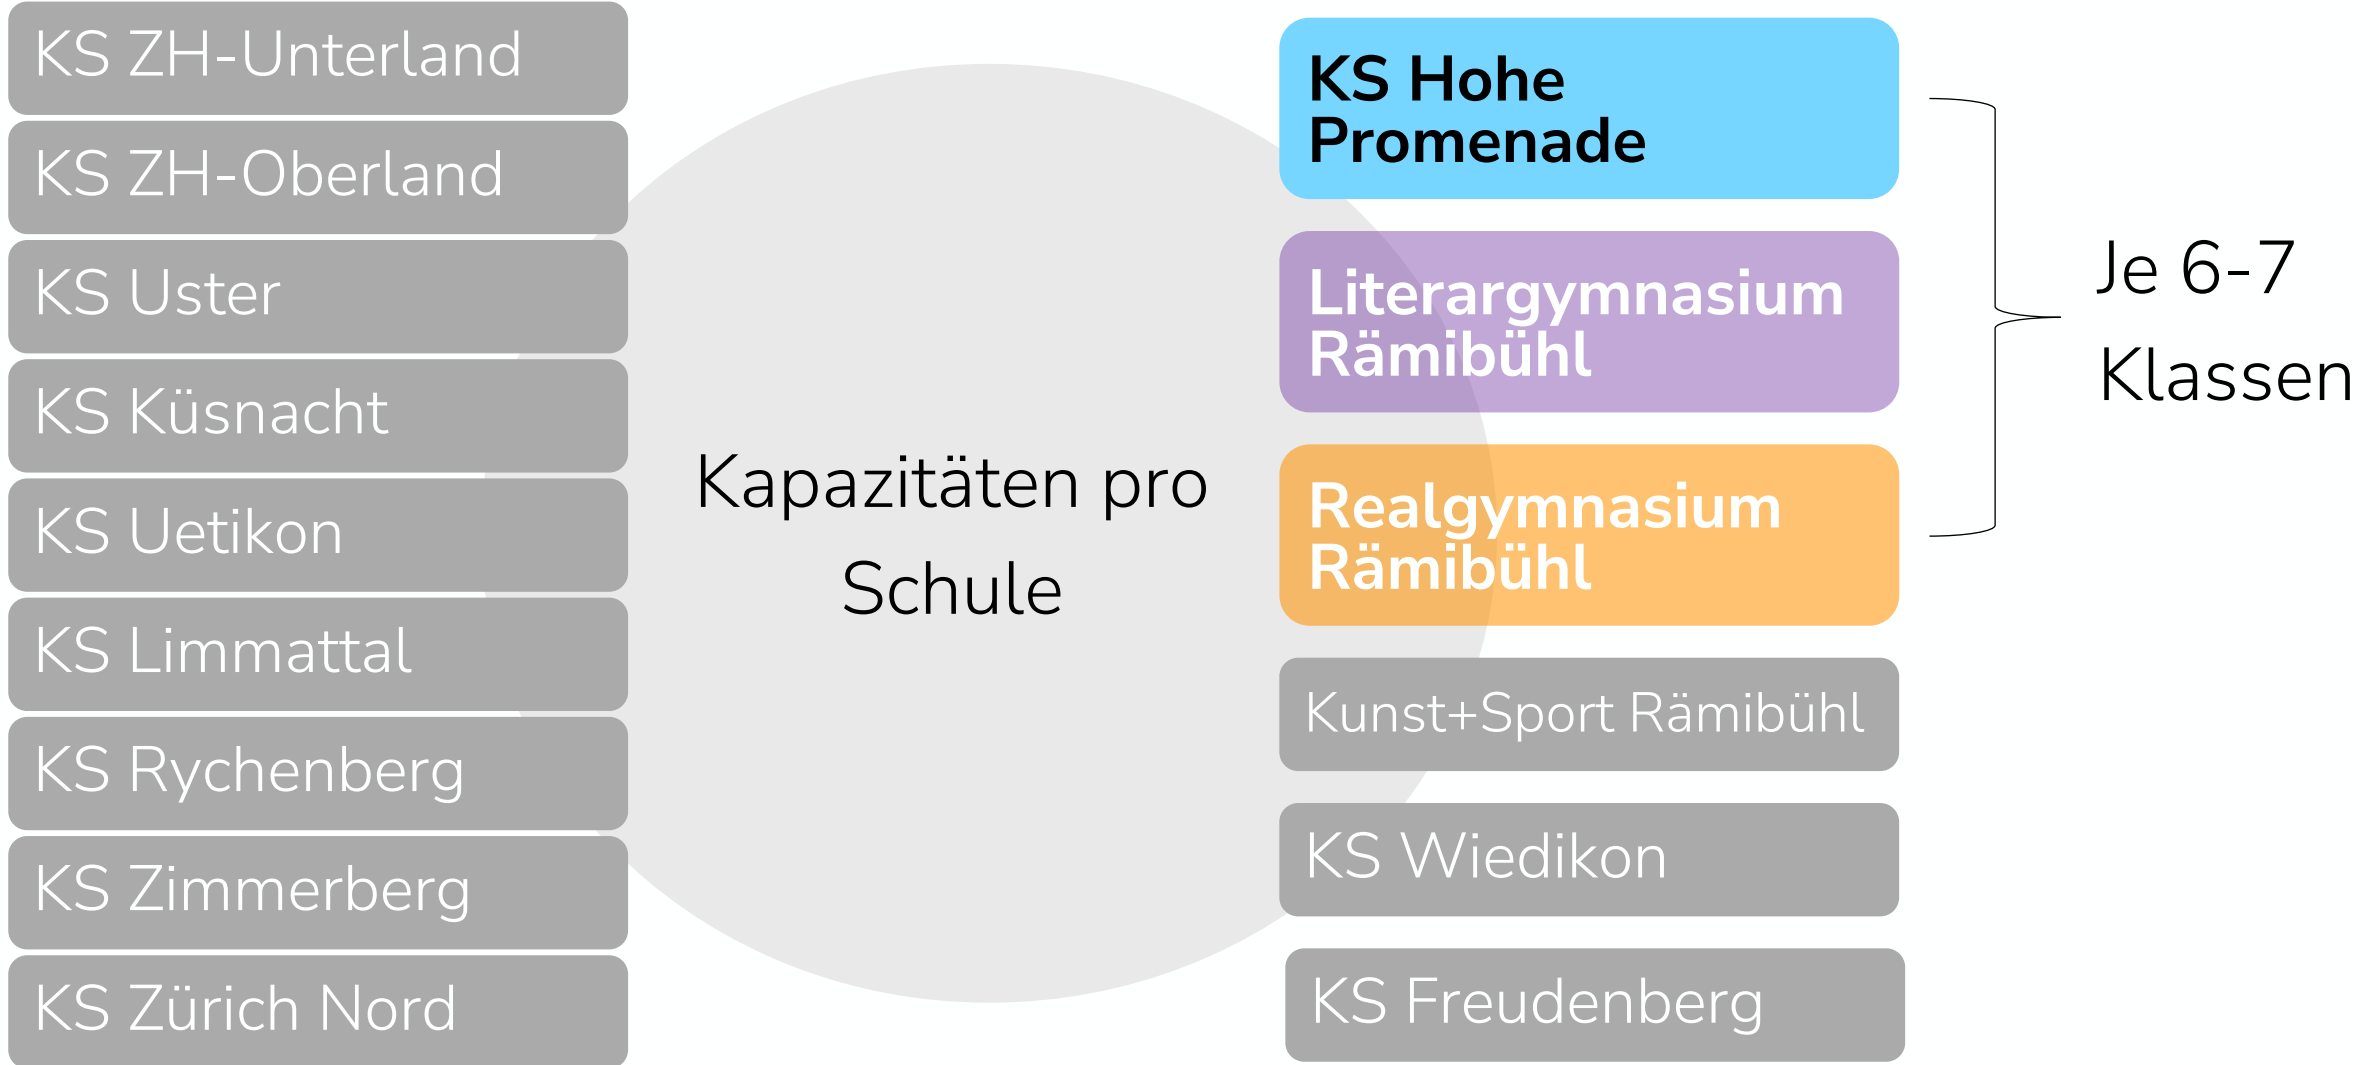 KS ZH-Unterland
KS ZH-Oberland
KS Uster
KS Küsnacht
KS Uetikon
KS Limmattal
KS Rychenberg
KS Zimmerberg
KS Zürich Nord
Kapazitäten pro
Schule
KS Hohe
Promenade
Literargymnasium
Rämibühl
Realgymnasium
Rämibühl
Kunst+Sport Rämibühl
KS Wiedikon
KS Freudenberg
Je 6-7
Klassen